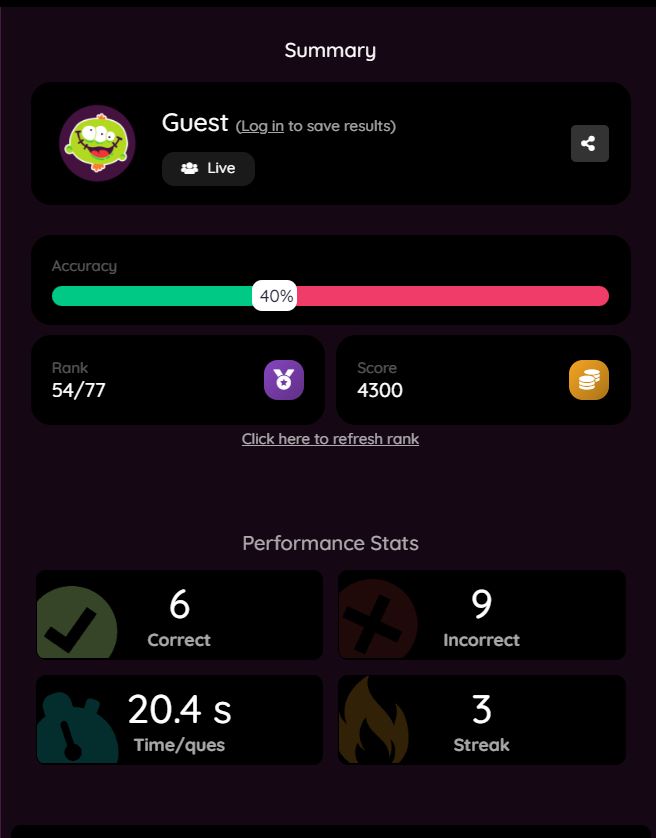 Summary
Guest (Log in to save results)
Live
Accuracy
40%
Rank
54/77
Score
4300
Click here to refresh rank
Performance Stats
6
Correct
9
Incorrect
20.4 s
Time/ques
3
Streak